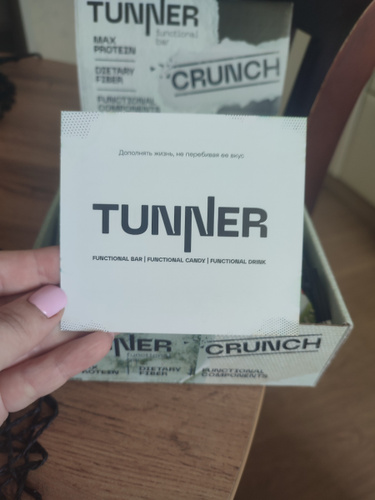 TUNNER
functional
bar
MAX
PROTEIN
DIETARY
FIBER
CRUNCH
FUNCTIONAL
COMPONENTS
Дополнять жизнь, не перебивая ее вкус
TUNNER
FUNCTIONAL BAR | FUNCTIONAL CANDY | FUNCTIONAL DRINK
NNER
CRUNCH
DIETARY
FIBER
FUNCTIONAL
COMPONENTS